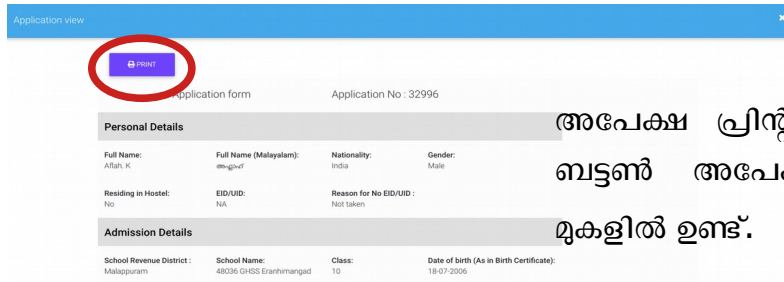 Application view
PRINT
Application form Application No : 32996
Personal Details
Full Name: Full Name (Malayalam): Nationality: Gender:
Aflah. K അഫ്ലാഹ് India Male
Residing in Hostel: EID/UID: Reason for No EID/UID :
No NA Not taken
Admission Details
School Revenue District : School Name: Class: Date of birth (As in Birth Certificate):
Malappuram 48036 GHSS Eranhimangad 10 18-07-2006
അപേക്ഷ
ബട്ടൺ
മുകളിൽ ഉണ്ട്.